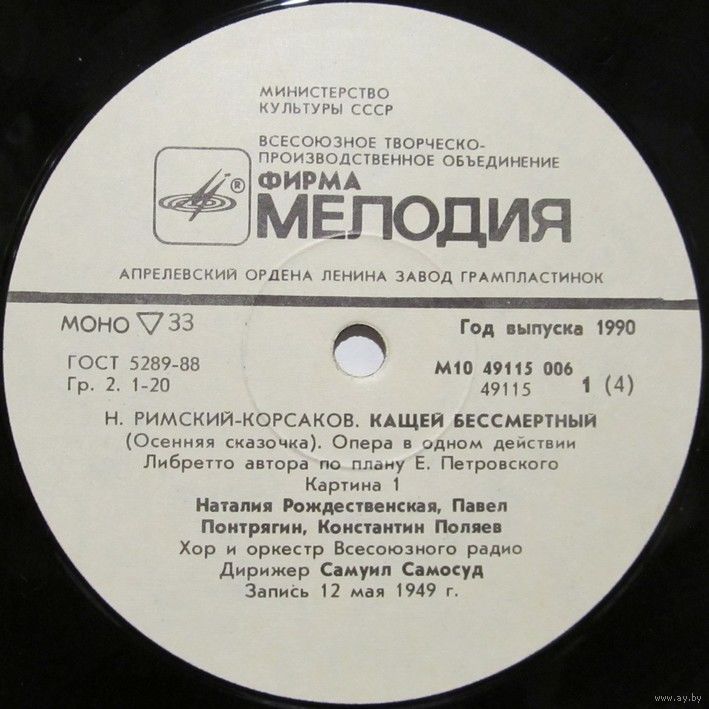 МИНИСТЕРСТВО
КУЛЬТУРЫ СССР
ВСЕСОЮЗНОЕ ТВОРЧЕСКО-
ПРОИЗВОДСТВЕННОЕ ОБЪЕДИНЕНИЕ
ФИРМА
® МЕЛОДИЯ
АПРЕЛЕВСКИЙ ОРДЕНА ЛЕНИНА ЗАВОД ГРАМПЛАСТИНОК
МОНО ▽ 33
Год выпуска 1990
ГОСТ 5289-88
М10 49115 006
Гр. 2. 1-20
49115 1 (4)
Н. РИМСКИЙ-КОРСАКОВ. КАЩЕЙ БЕССМЕРТНЫЙ
(Осенняя сказочка). Опера в одном действии
Либретто автора по плану Е. Петровского
Картина 1
Наталия Рождественская, Павел
Понтрягин, Константин Поляев
Хор и оркестр Всесоюзного радио
Дирижер Самуил Самосуд
Запись 12 мая 1949 г.
www.ay.by